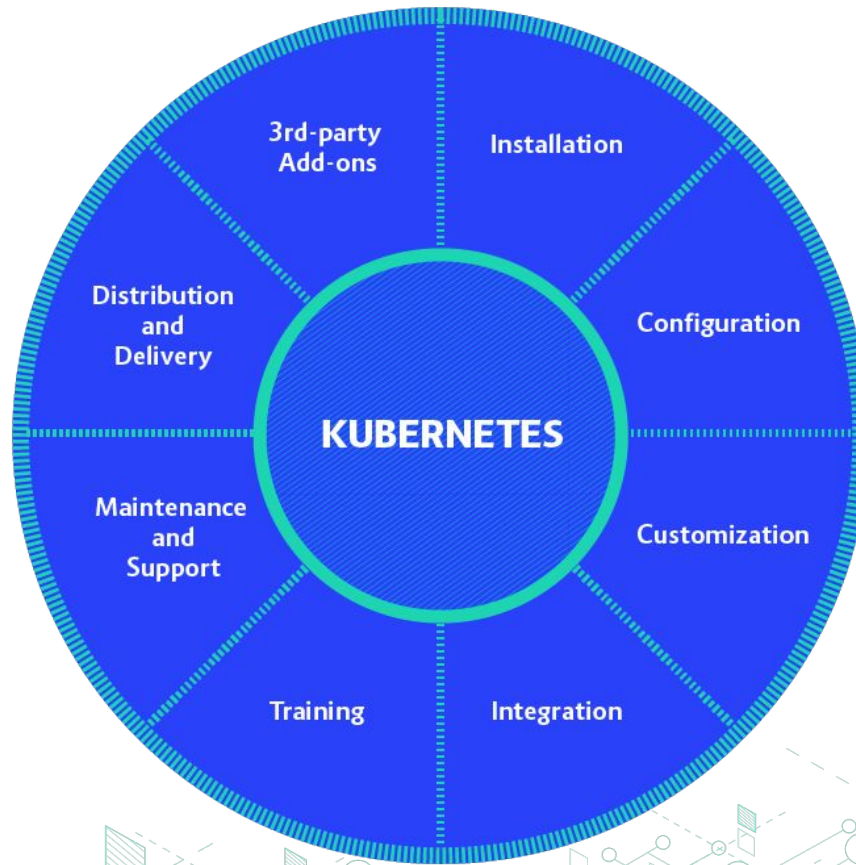 3rd-party
Add-ons
Installation
Distribution
and
Delivery
Configuration
KUBERNETES
Maintenance
and
Support
Customization
Training
Integration